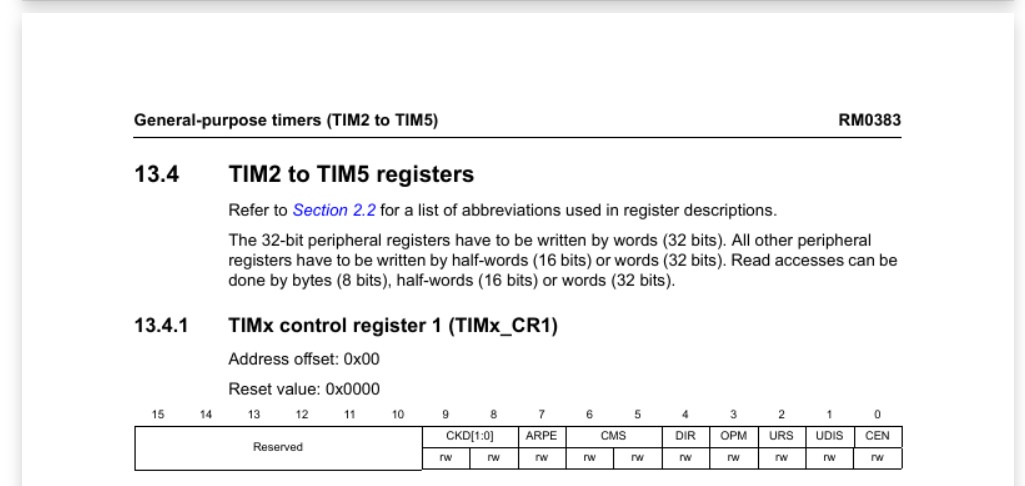 General-purpose timers (TIM2 to TIM5) RM0383
13.4 TIM2 to TIM5 registers
Refer to Section 2.2 for a list of abbreviations used in register descriptions.
The 32-bit peripheral registers have to be written by words (32 bits). All other peripheral
registers have to be written by half-words (16 bits) or words (32 bits). Read accesses can be
done by bytes (8 bits), half-words (16 bits) or words (32 bits).
13.4.1 TIMx control register 1 (TIMx_CR1)
Address offset: 0x00
Reset value: 0x0000
15 14 13 12 11 10 9 8 7 6 5 4 3 2 1 0
Reserved CKD[1:0] ARPE CMS DIR OPM URS UDIS CEN
rw rw rw rw rw rw rw rw rw rw